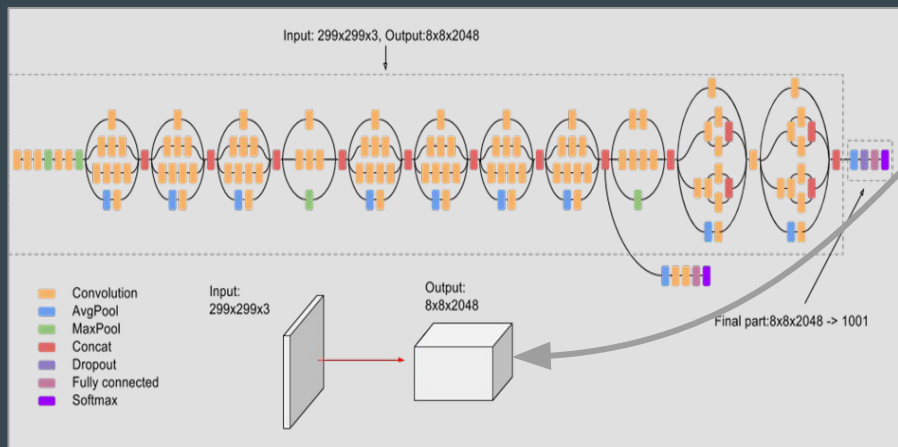 Input: 299x299x3, Output:8x8x2048
Input:
299x299x3
Output:
8x8x2048
Convolution
AvgPool
MaxPool
Concat
Dropout
Fully connected
Softmax
Final part:8x8x2048 -> 1001